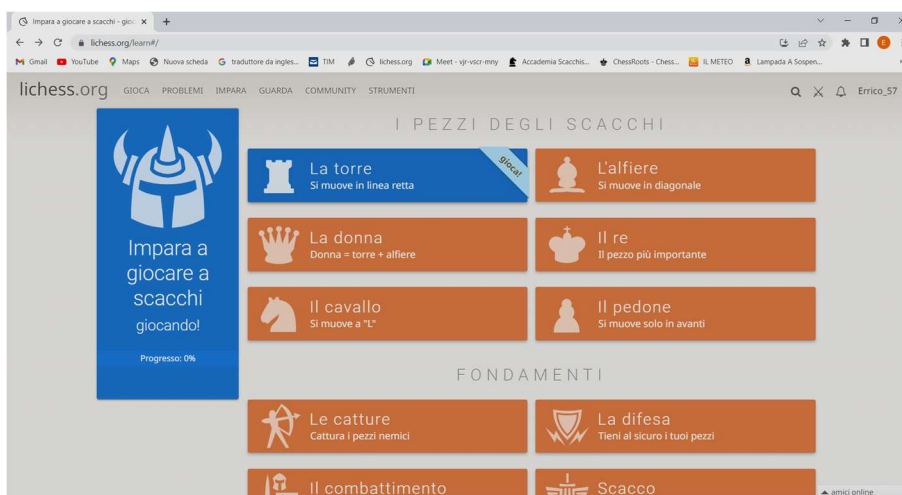 Impara a giocare a scacchi - gioc
lichess.org/learn#/
Gmail YouTube Maps Nuova scheda traduttore da ingles... TIM lichess.org Meet - vjr-vscr-mny Accademia Scacchis... ChessRoots - Chess... IL METEO Lampada A Sospen...
lichess.org GIOCA PROBLEMI IMPARA GUARDA COMMUNITY STRUMENTI Errico_57
Impara a
giocare a
scacchi
giocando!
Progresso: 0%
I PEZZI DEGLI SCACCHI
La torre
Si muove in linea retta
gioca!
L'alfiere
Si muove in diagonale
La donna
Donna = torre + alfiere
Il re
Il pezzo più importante
Il cavallo
Si muove a "L"
Il pedone
Si muove solo in avanti
FONDAMENTI
Le catture
Cattura i pezzi nemici
La difesa
Tieni al sicuro i tuoi pezzi
Il combattimento
Scacco
amici online